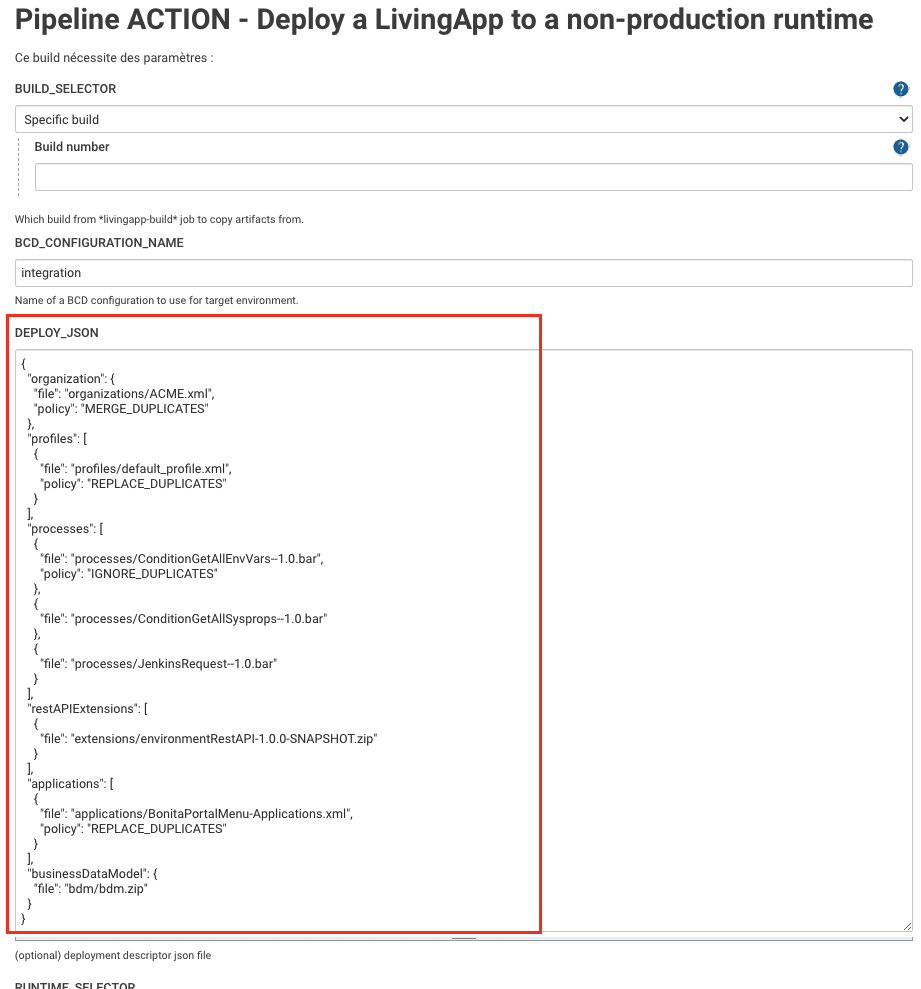 Pipeline ACTION - Deploy a LivingApp to a non-production runtime
Ce build nécessite des paramètres :
BUILD_SELECTOR
?
Specific build
Build number
?
Which build from *livingapp-build* job to copy artifacts from.
BCD_CONFIGURATION_NAME
integration
Name of a BCD configuration to use for target environment.
DEPLOY_JSON
{
"organization": {
"file": "organizations/ACME.xml",
"policy": "MERGE_DUPLICATES"
},
"profiles": [
{
"file": "profiles/default_profile.xml",
"policy": "REPLACE_DUPLICATES"
}
],
"processes": [
{
"file": "processes/ConditionGetAllEnvVars--1.0.bar",
"policy": "IGNORE_DUPLICATES"
},
{
"file": "processes/ConditionGetAllSysprops--1.0.bar"
},
{
"file": "processes/JenkinsRequest--1.0.bar"
}
],
"restAPIExtensions": [
{
"file": "extensions/environmentRestAPI-1.0.0-SNAPSHOT.zip"
}
],
"applications": [
{
"file": "applications/BonitaPortalMenu-Applications.xml",
"policy": "REPLACE_DUPLICATES"
}
],
"businessDataModel": {
"file": "bdm/bdm.zip"
}
}
(optional) deployment descriptor json file
RUNTIME_SELECTOR